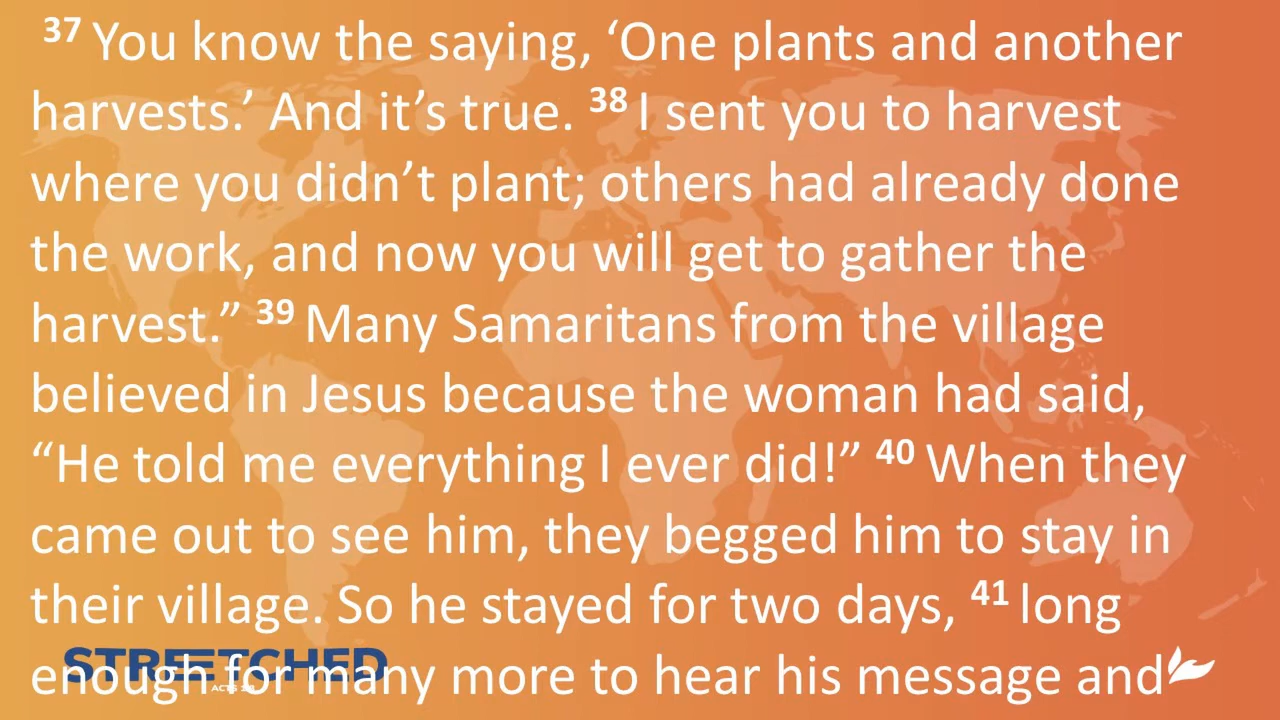 37 You know the saying, ‘One plants and another
harvests.’ And it’s true. 38 I sent you to harvest
where you didn’t plant; others had already done
the work, and now you will get to gather the
harvest.” 39 Many Samaritans from the village
believed in Jesus because the woman had said,
“He told me everything I ever did!” 40 When they
came out to see him, they begged him to stay in
their village. So he stayed for two days, 41 long
enough for many more to hear his message and
STRETCHED
ACTS